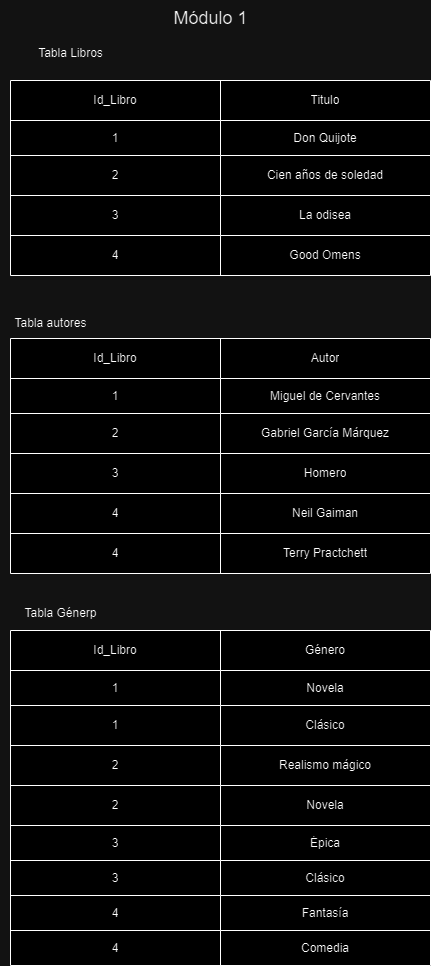 Módulo 1
Tabla Libros
Id_Libro Titulo
1 Don Quijote
2 Cien años de soledad
3 La odisea
4 Good Omens
Tabla autores
Id_Libro Autor
1 Miguel de Cervantes
2 Gabriel García Márquez
3 Homero
4 Neil Gaiman
4 Terry Practchett
Tabla Génerp
Id_Libro Género
1 Novela
1 Clásico
2 Realismo mágico
2 Novela
3 Épica
3 Clásico
4 Fantasía
4 Comedia